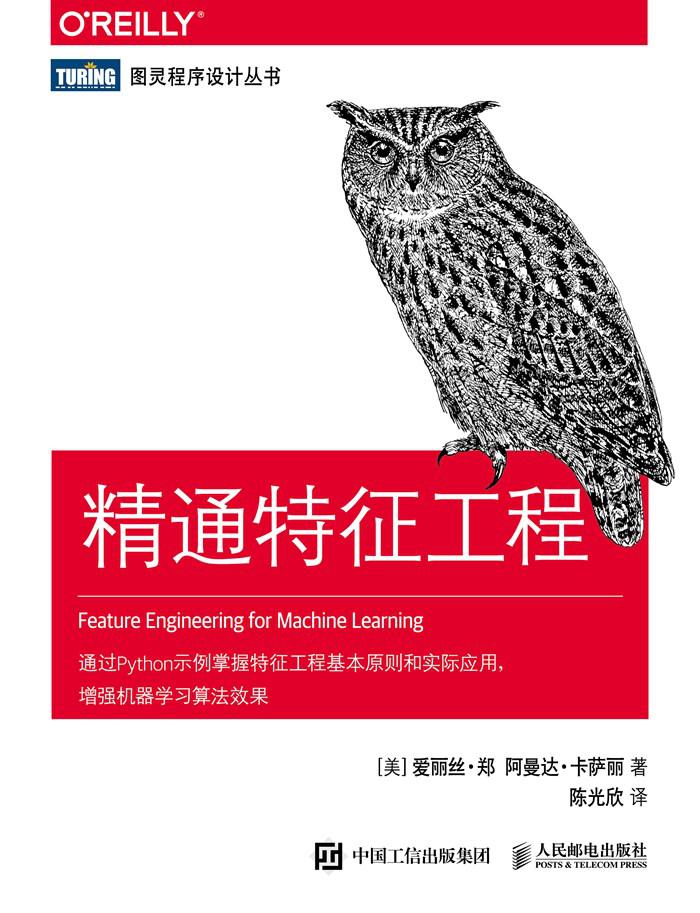 O'REILLY®
TURING 图灵程序设计丛书
精通特征工程
Feature Engineering for Machine Learning
通过Python示例掌握特征工程基本原则和实际应用，
增强机器学习算法效果
[美] 爱丽丝·郑 阿曼达·卡萨丽 著
陈光欣 译
中国工信出版集团 人民邮电出版社
POSTS & TELECOM PRESS